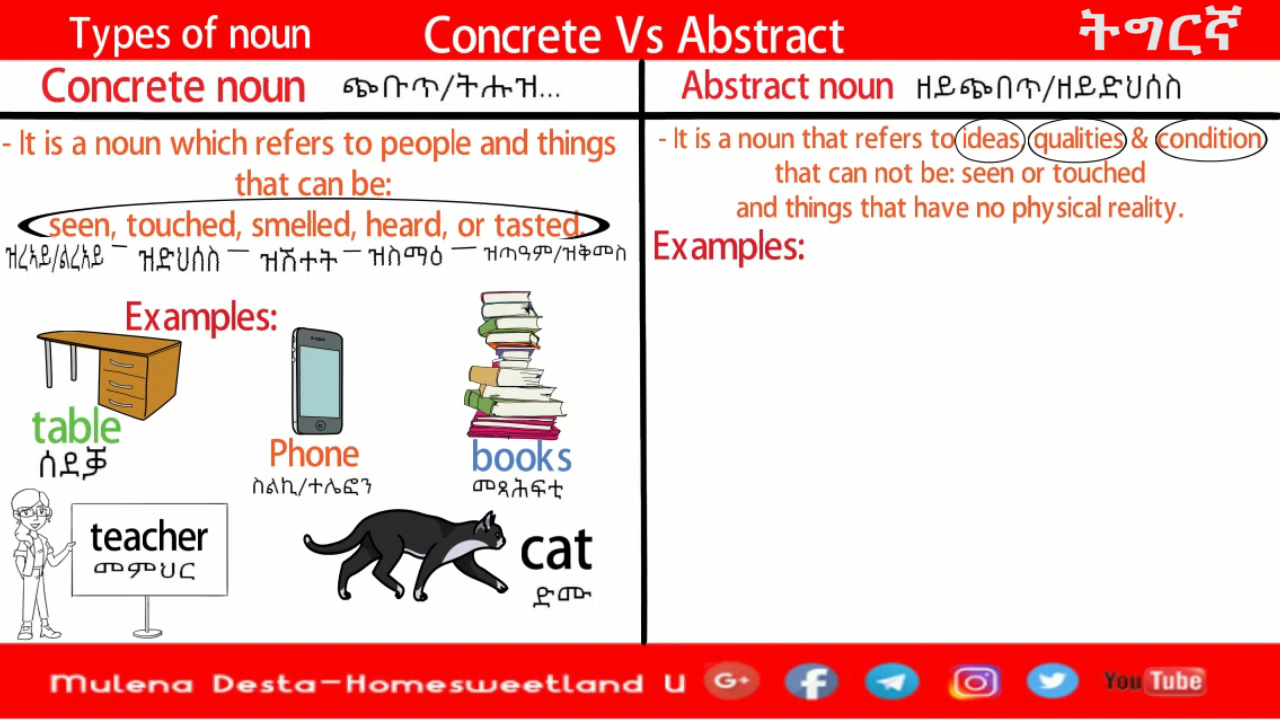 Types of noun Concrete Vs Abstract ትግርኛ
Concrete noun ጭቡጥ/ትሑዝ...
- It is a noun which refers to people and things
that can be:
seen, touched, smelled, heard, or tasted.
ዝረኣይ/ልረአይ — ዝድህሰስ — ዝሽተት — ዝስማዕ — ዝጣዓም/ዝቅመስ
Examples:
table
ሰደቓ
Phone
ስልኪ/ተሌፎን
books
መጻሕፍቲ
teacher
መምህር
cat
ድሙ
Abstract noun ዘይጭበጥ/ዘይድህሰስ
- It is a noun that refers to ideas, qualities & condition
that can not be: seen or touched
and things that have no physical reality.
Examples:
Mulena Desta-Homesweetland U G+ f You Tube